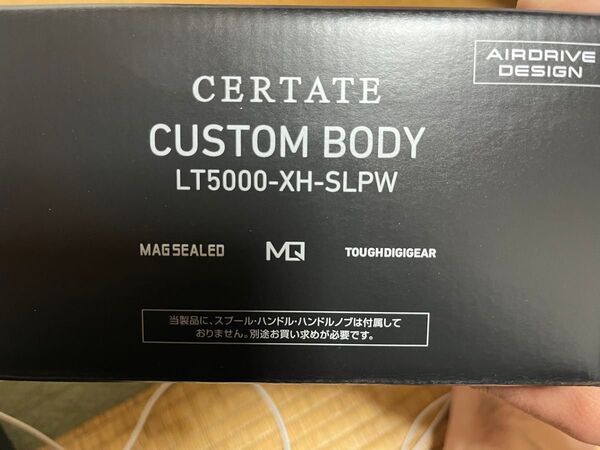 AIRDRIVE
DESIGN
CERTATE
CUSTOM BODY
LT5000-XH-SLPW
MAGSEALED MQ TOUGHDIGIGEAR
当製品に、スプール・ハンドル・ハンドルノブは付属して
おりません。別途お買い求めが必要です。